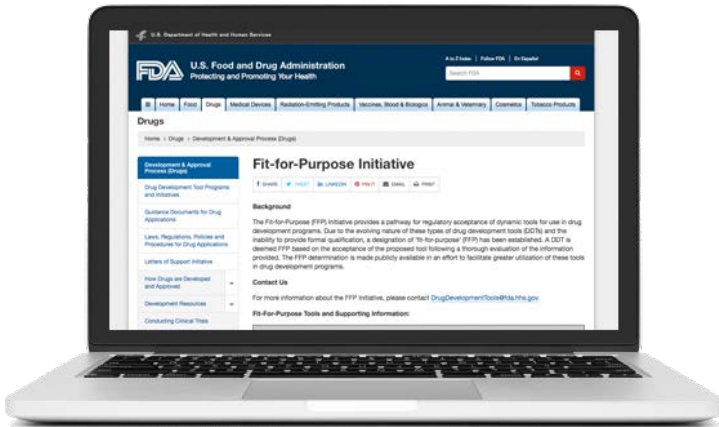 U.S. Department of Health and Human Services
A to Z Index | Follow FDA | En Español
FDA
U.S. Food and Drug Administration
Protecting and Promoting Your Health
Search FDA
Home Food Drugs Medical Devices Radiation-Emitting Products Vaccines, Blood & Biologics Animal & Veterinary Cosmetics Tobacco Products
Drugs
Home > Drugs > Development & Approval Process (Drugs)
Development & Approval
Process (Drugs)
Drug Development Tool Programs
and Initiatives
Guidance Documents for Drug
Applications
Laws, Regulations, Policies and
Procedures for Drug Applications
Letters of Support Initiative
How Drugs are Developed
and Approved
Development Resources
Conducting Clinical Trials
Fit-for-Purpose Initiative
SHARE TWEET LINKEDIN PIN IT EMAIL PRINT
Background
The Fit-for-Purpose (FFP) Initiative provides a pathway for regulatory acceptance of dynamic tools for use in drug
development programs. Due to the evolving nature of these types of drug development tools (DDTs) and the
inability to provide formal qualification, a designation of 'fit-for-purpose' (FFP) has been established. A DDT is
deemed FFP based on the acceptance of the proposed tool following a thorough evaluation of the information
provided. The FFP determination is made publicly available in an effort to facilitate greater utilization of these tools
in drug development programs.
Contact Us
For more information about the FFP Initiative, please contact DrugDevelopmentTools@fda.hhs.gov
Fit-For-Purpose Tools and Supporting Information: